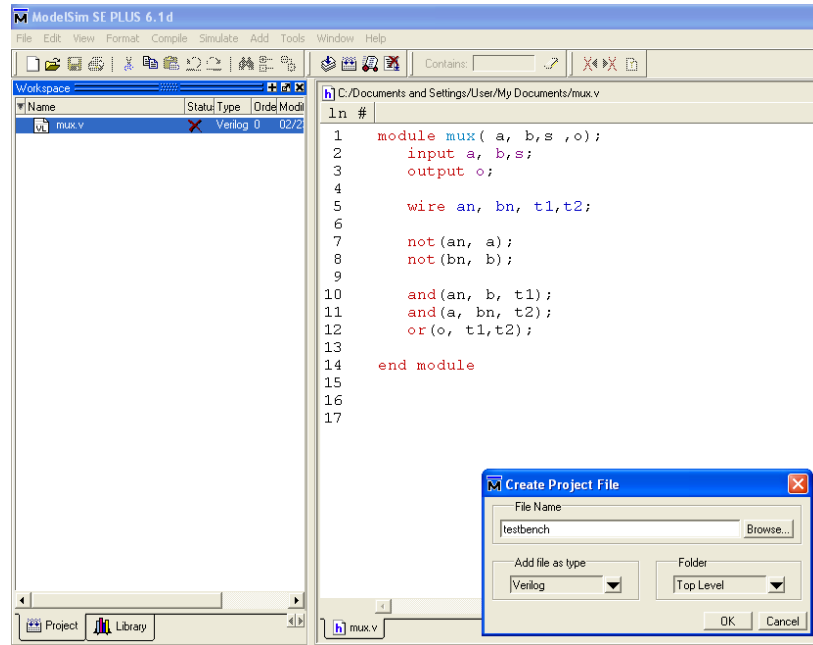 ModelSim SE PLUS 6.1d
File Edit View Format Compile Simulate Add Tools Window Help
Contains:
Workspace
C:/Documents and Settings/User/My Documents/mux.v
Name Statu Type Orde Modif
ln #
mux.v Verilog 0 02/2
1 module mux( a, b,s ,o);
2 input a, b,s;
3 output o;
4
5 wire an, bn, t1,t2;
6
7 not(an, a);
8 not(bn, b);
9
10 and(an, b, t1);
11 and(a, bn, t2);
12 or(o, t1,t2);
13
14 end module
15
16
17
Create Project File
File Name
testbench Browse...
Add file as type Folder
Verilog Top Level
OK Cancel
Project Library
mux.v